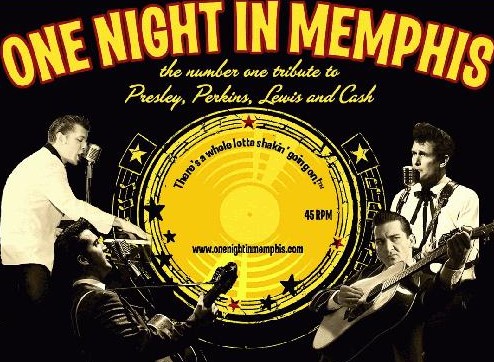 ONE NIGHT IN MEMPHIS
the number one tribute to
Presley, Perkins, Lewis and Cash
There's a whole lotta shakin' going on!™
45 RPM
www.onenightinmemphis.com